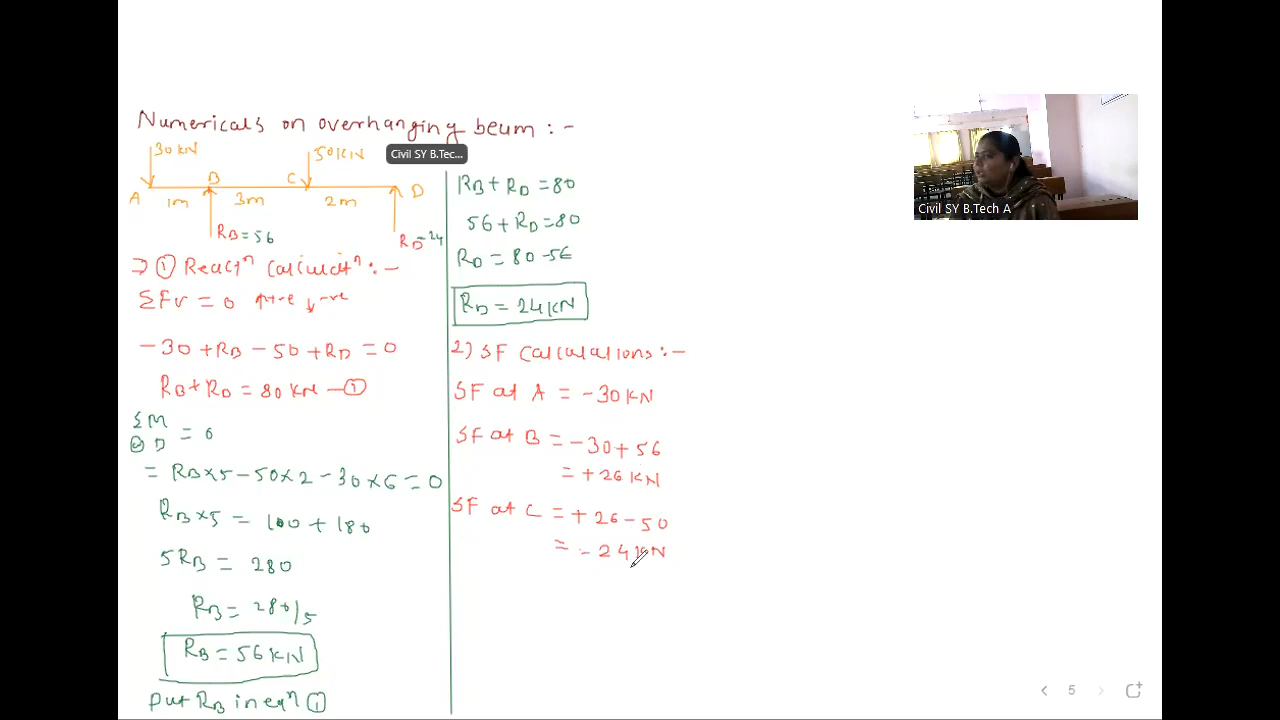 Numericals on overhanging beam :-
30 KN
50 KN
Civil SY B.Tec...
A
B
C
D
1m
3m
2m
RB = 56
RD = 24
⇒ ① Reactⁿ Calculatⁿ :-
ΣFv = 0 ↑+ve ↓-ve
-30 + RB - 50 + RD = 0
RB + RD = 80 KN - ①
ΣM
@ D = 0
= RB × 5 - 50 × 2 - 30 × 6 = 0
RB × 5 = 100 + 180
5 RB = 280
RB = 280/5
RB = 56 KN
put RB in eqⁿ ①
RB + RD = 80
56 + RD = 80
RD = 80 - 56
RD = 24 KN
2) SF Calculations :-
SF at A = -30 KN
SF at B = -30 + 56
= +26 KN
SF at C = +26 - 50
= -24 KN
Civil SY B.Tech A
5